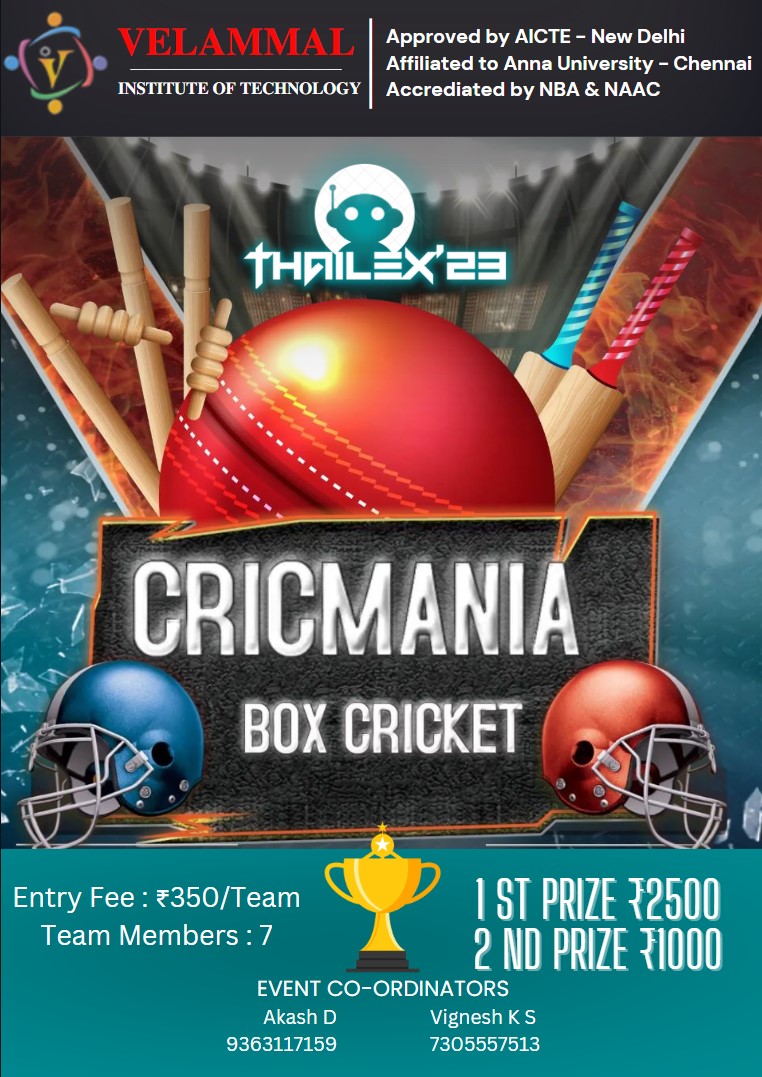 V
VELAMMAL
INSTITUTE OF TECHNOLOGY
Approved by AICTE - New Delhi
Affiliated to Anna University - Chennai
Accrediated by NBA & NAAC
THAILEX'23
CRICMANIA
BOX CRICKET
Entry Fee : ₹350/Team
Team Members : 7
1 ST PRIZE ₹2500
2 ND PRIZE ₹1000
EVENT CO-ORDINATORS
Akash D
9363117159
Vignesh K S
7305557513